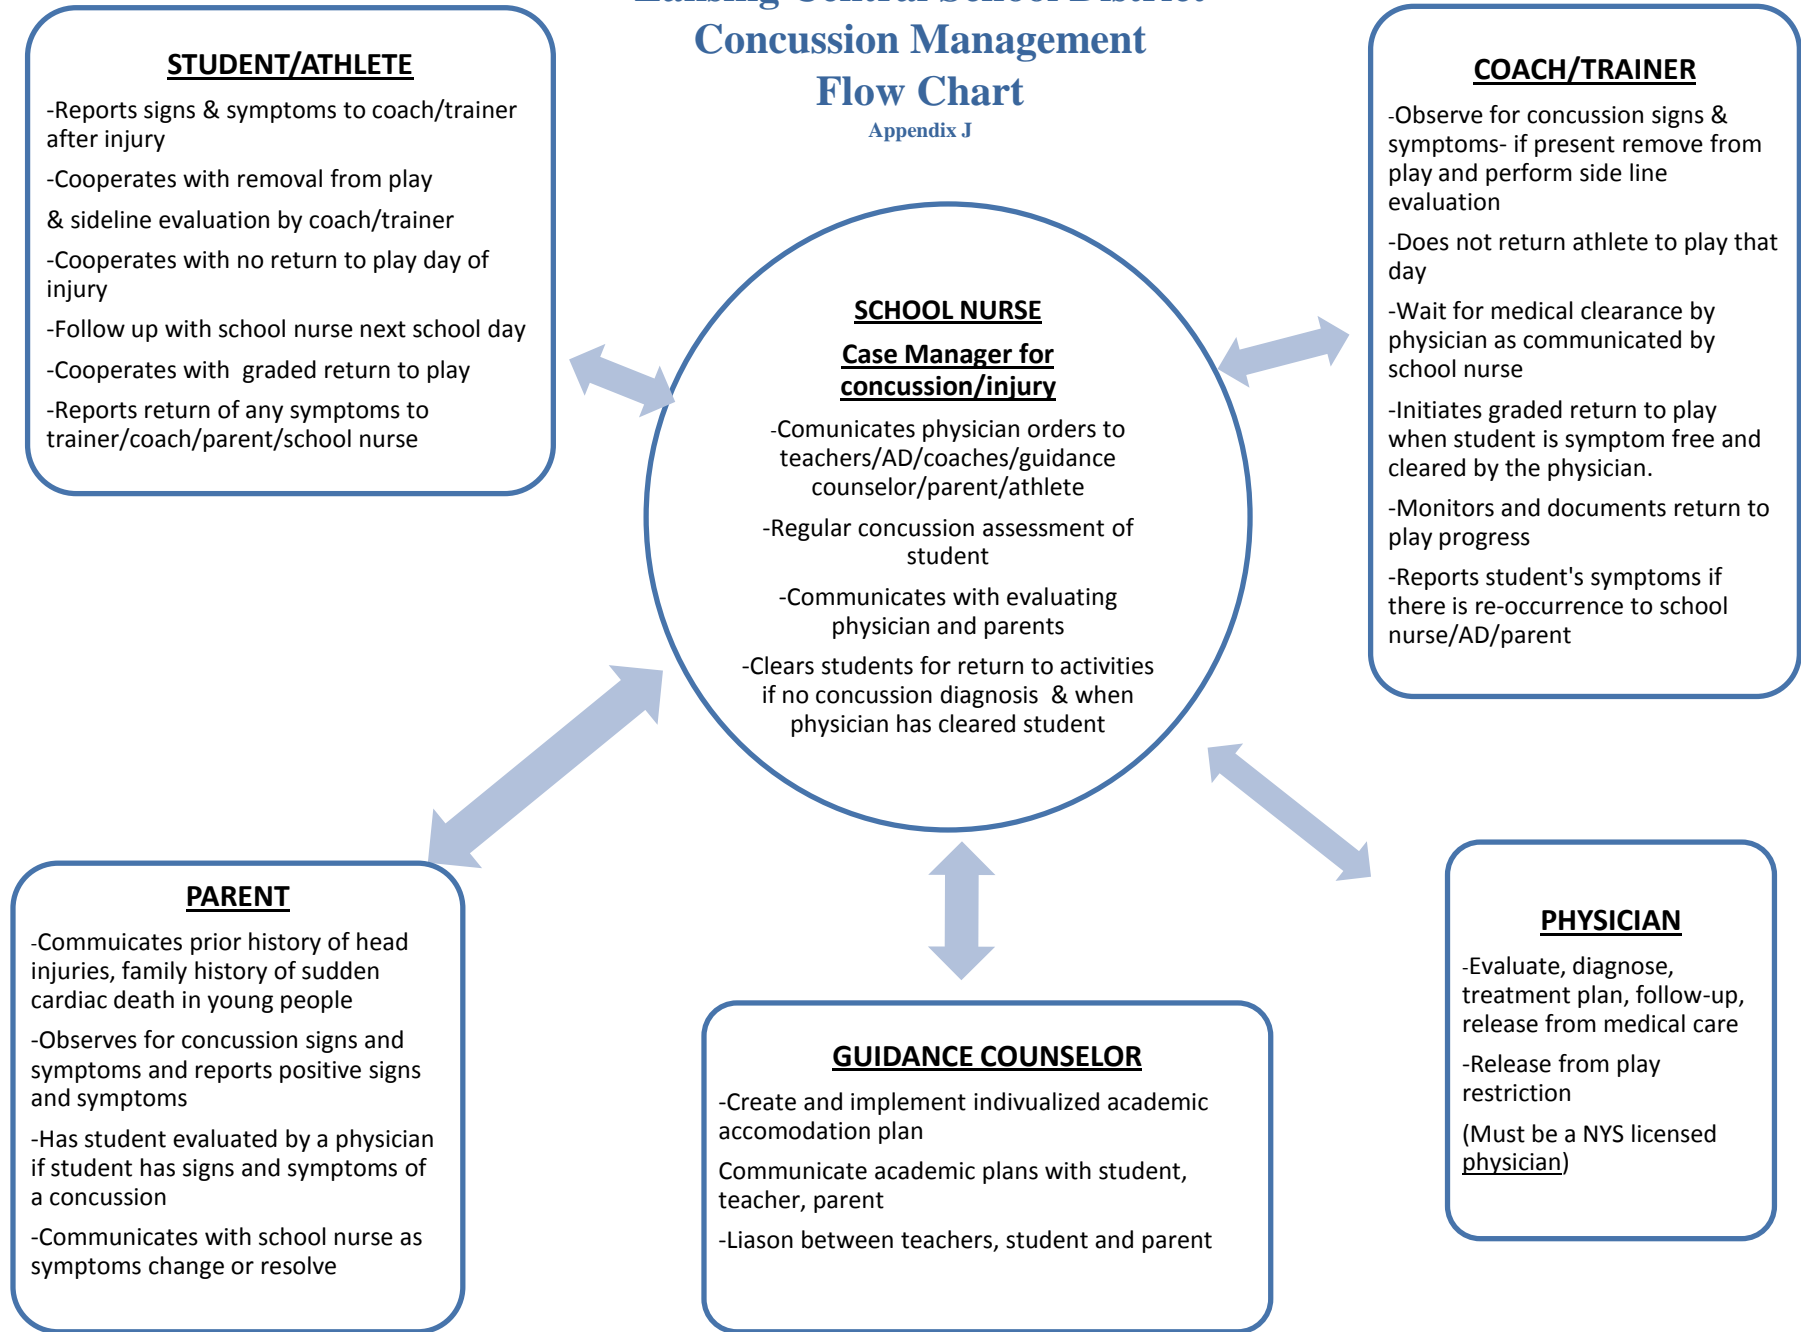 Lansing Central School District
Concussion Management
Flow Chart
Appendix J
STUDENT/ATHLETE
-Reports signs & symptoms to coach/trainer
after injury
-Cooperates with removal from play
& sideline evaluation by coach/trainer
-Cooperates with no return to play day of
injury
-Follow up with school nurse next school day
-Cooperates with  graded return to play
-Reports return of any symptoms to
trainer/coach/parent/school nurse
COACH/TRAINER
-Observe for concussion signs &
symptoms- if present remove from
play and perform side line
evaluation
-Does not return athlete to play that
day
-Wait for medical clearance by
physician as communicated by
school nurse
-Initiates graded return to play
when student is symptom free and
cleared by the physician.
-Monitors and documents return to
play progress
-Reports student's symptoms if
there is re-occurrence to school
nurse/AD/parent
SCHOOL NURSE
Case Manager for
concussion/injury
-Comunicates physician orders to
teachers/AD/coaches/guidance
counselor/parent/athlete
-Regular concussion assessment of
student
-Communicates with evaluating
physician and parents
-Clears students for return to activities
if no concussion diagnosis  & when
physician has cleared student
PARENT
-Commuicates prior history of head
injuries, family history of sudden
cardiac death in young people
-Observes for concussion signs and
symptoms and reports positive signs
and symptoms
-Has student evaluated by a physician
if student has signs and symptoms of
a concussion
-Communicates with school nurse as
symptoms change or resolve
GUIDANCE COUNSELOR
-Create and implement indivualized academic
accomodation plan
Communicate academic plans with student,
teacher, parent
-Liason between teachers, student and parent
PHYSICIAN
-Evaluate, diagnose,
treatment plan, follow-up,
release from medical care
-Release from play
restriction
(Must be a NYS licensed
physician)